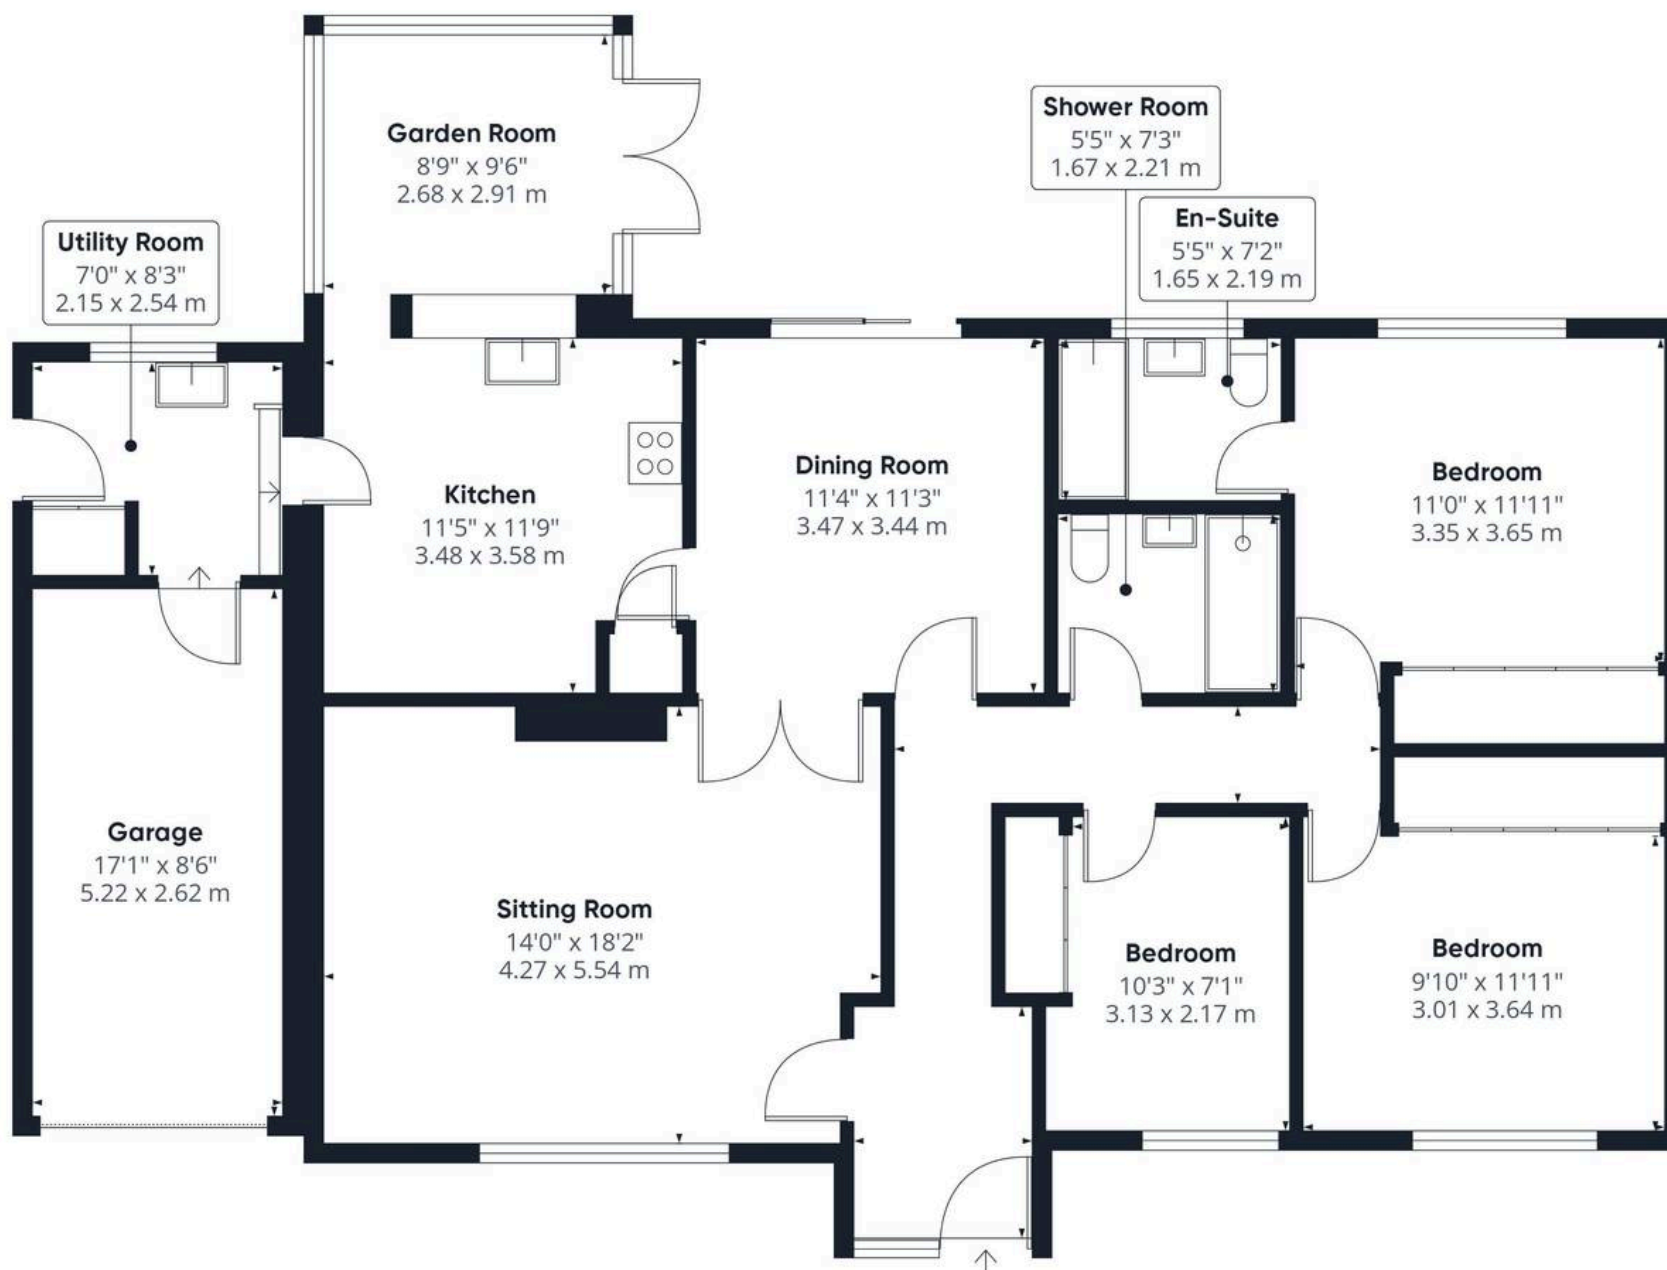 Garden Room
8'9" x 9'6"
2.68 x 2.91 m
Shower Room
5'5" x 7'3"
1.67 x 2.21 m
En-Suite
5'5" x 7'2"
1.65 x 2.19 m
Utility Room
7'0" x 8'3"
2.15 x 2.54 m
Kitchen
11'5" x 11'9"
3.48 x 3.58 m
Dining Room
11'4" x 11'3"
3.47 x 3.44 m
Bedroom
11'0" x 11'11"
3.35 x 3.65 m
Garage
17'1" x 8'6"
5.22 x 2.62 m
Sitting Room
14'0" x 18'2"
4.27 x 5.54 m
Bedroom
10'3" x 7'1"
3.13 x 2.17 m
Bedroom
9'10" x 11'11"
3.01 x 3.64 m